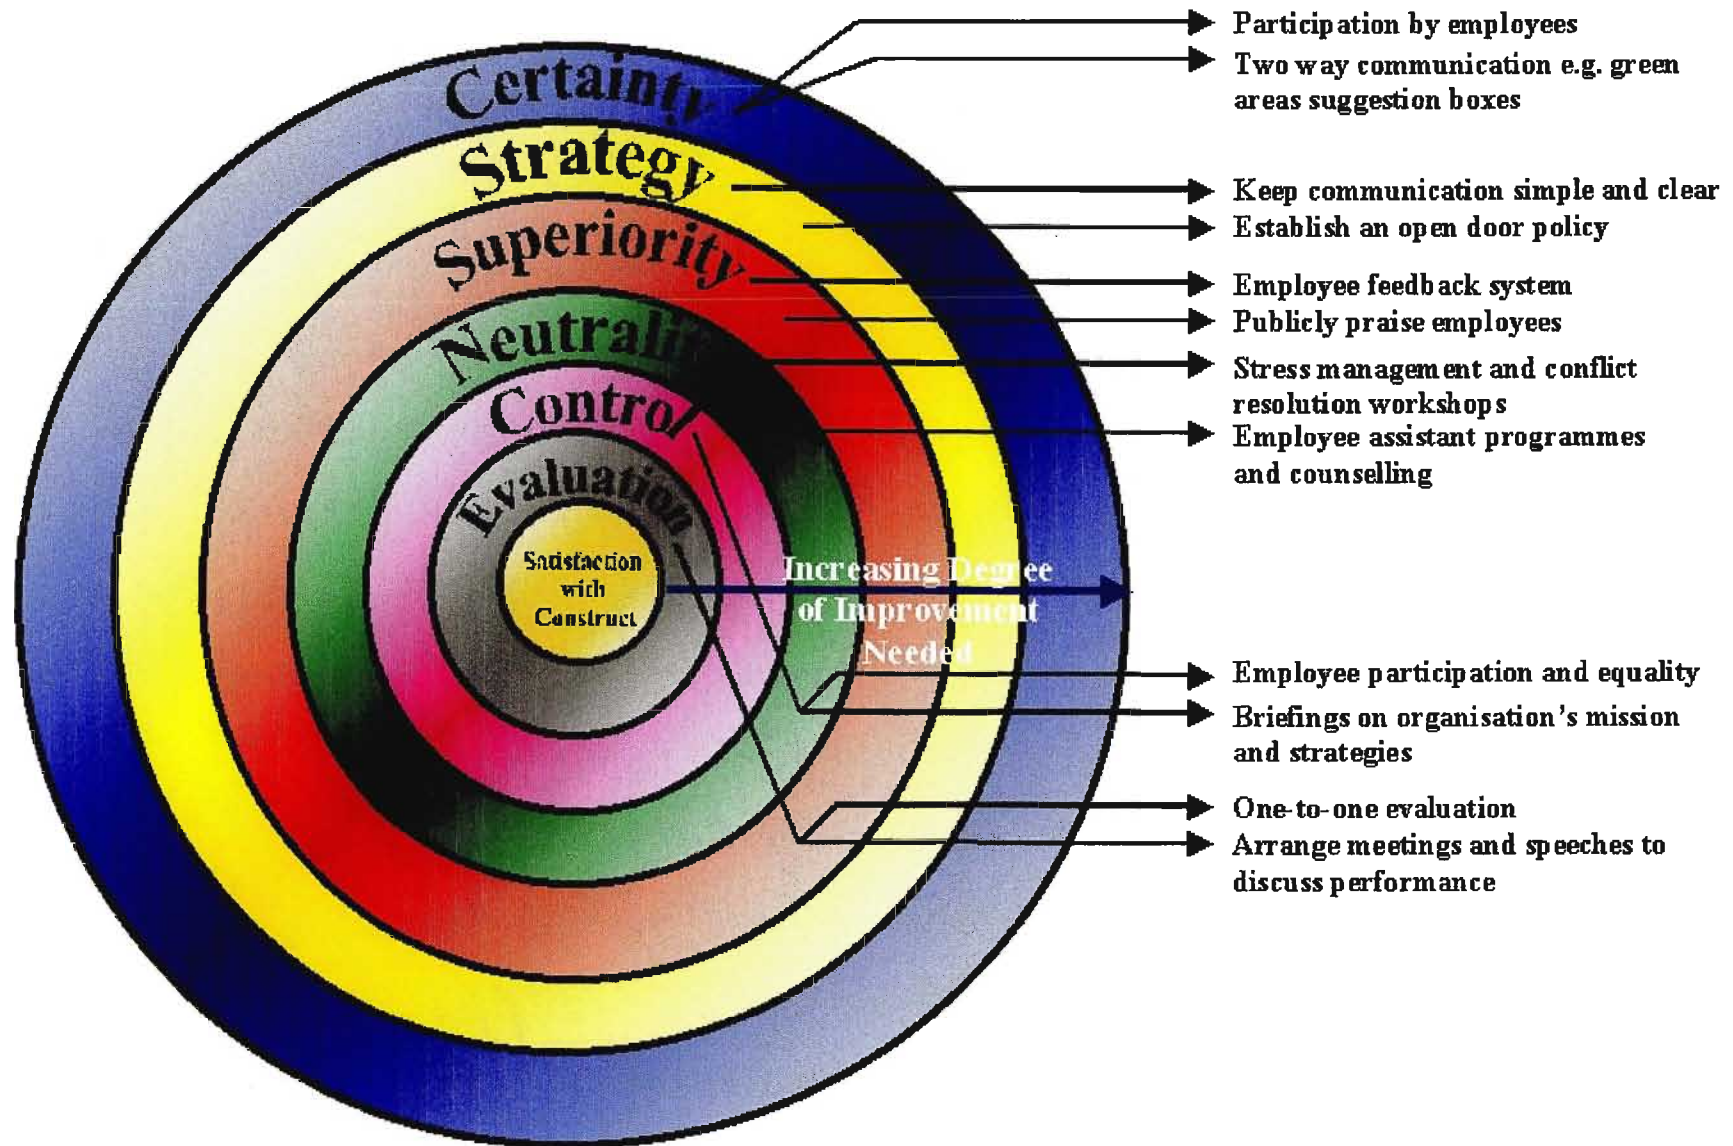 Certainty
Strategy
Superiority
Neutrality
Control
Evaluation
Satisfaction
with
Construct
Increasing Degree
of Improvement
Needed
Participation by employees
Two way communication e.g. green
areas suggestion boxes
Keep communication simple and clear
Establish an open door policy
Employee feedback system
Publicly praise employees
Stress management and conflict
resolution workshops
Employee assistant programmes
and counselling
Employee participation and equality
Briefings on organisation's mission
and strategies
One-to-one evaluation
Arrange meetings and speeches to
discuss performance